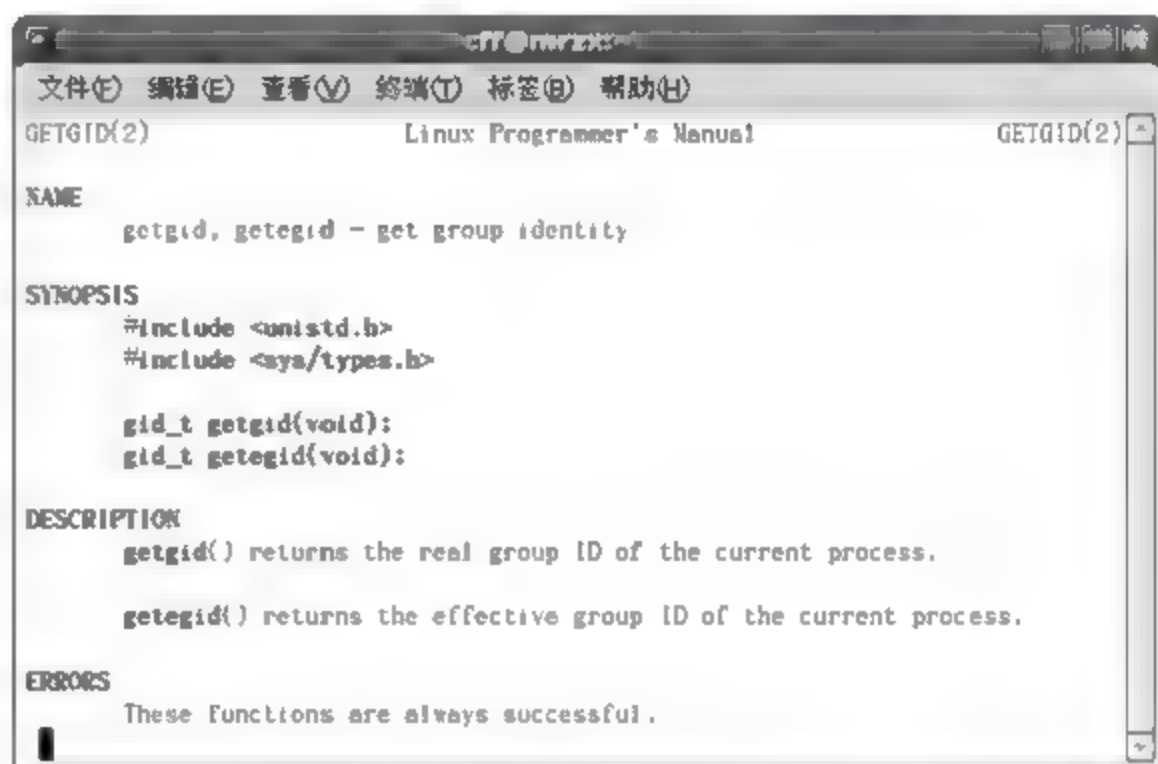 文件(F) 编辑(E) 查看(V) 终端(T) 标签(B) 帮助(H)
GETGID(2) Linux Programmer's Manual GETGID(2)
NAME
getgid, getegid - get group identity
SYNOPSIS
#include <unistd.h>
#include <sys/types.h>
gid_t getgid(void);
gid_t getegid(void);
DESCRIPTION
getgid() returns the real group ID of the current process.
getegid() returns the effective group ID of the current process.
ERRORS
These functions are always successful.